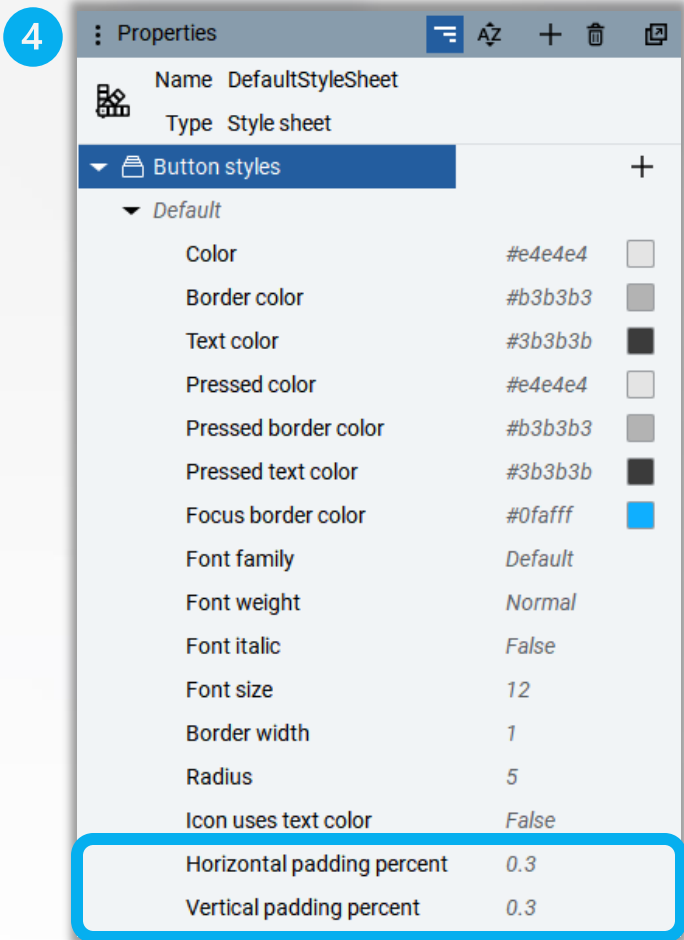 4
Properties
AZ
Name DefaultStyleSheet
Type Style sheet
Button styles
Default
Color #e4e4e4
Border color #b3b3b3
Text color #3b3b3b
Pressed color #e4e4e4
Pressed border color #b3b3b3
Pressed text color #3b3b3b
Focus border color #0fafff
Font family Default
Font weight Normal
Font italic False
Font size 12
Border width 1
Radius 5
Icon uses text color False
Horizontal padding percent 0.3
Vertical padding percent 0.3